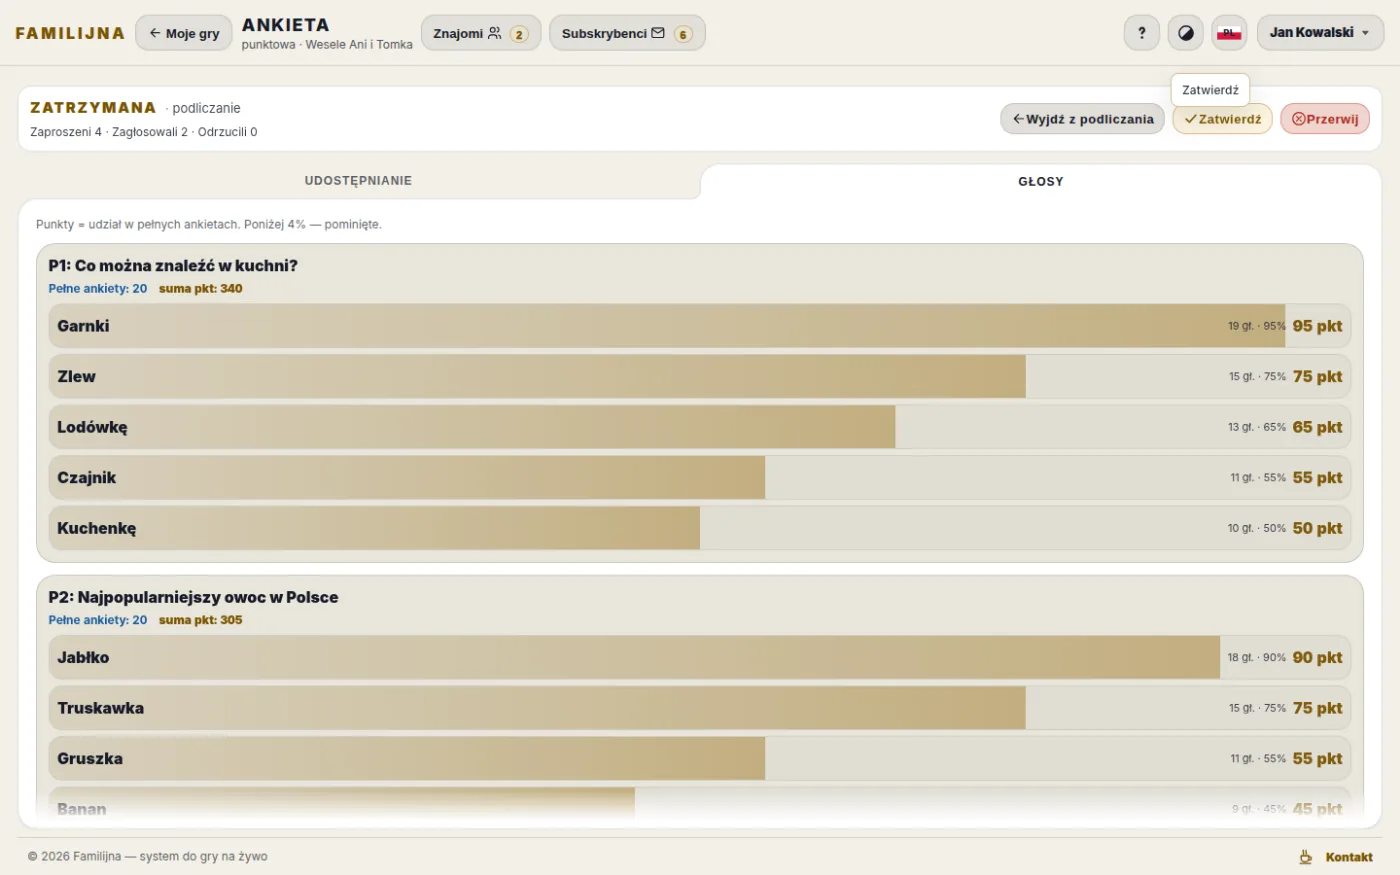 FAMILIJNA
← Moje gry
ANKIETA
punktowa · Wesele Ani i Tomka
Znajomi 2
Subskrybenci 6
?
PL
Jan Kowalski
Zatwierdź
ZATRZYMANA · podliczanie
Zaproszeni 4 · Zagłosowali 2 · Odrzucili 0
←Wyjdź z podliczania
Zatwierdź
Przerwij
UDOSTĘPNIANIE
GŁOSY
Punkty = udział w pełnych ankietach. Poniżej 4% — pominięte.
P1: Co można znaleźć w kuchni?
Pełne ankiety: 20 suma pkt: 340
Garnki 19 gł. · 95% 95 pkt
Zlew 15 gł. · 75% 75 pkt
Lodówkę 13 gł. · 65% 65 pkt
Czajnik 11 gł. · 55% 55 pkt
Kuchenkę 10 gł. · 50% 50 pkt
P2: Najpopularniejszy owoc w Polsce
Pełne ankiety: 20 suma pkt: 305
Jabłko 18 gł. · 90% 90 pkt
Truskawka 15 gł. · 75% 75 pkt
Gruszka 11 gł. · 55% 55 pkt
Banan 9 gł. · 45% 45 pkt
© 2026 Familijna — system do gry na żywo
Kontakt